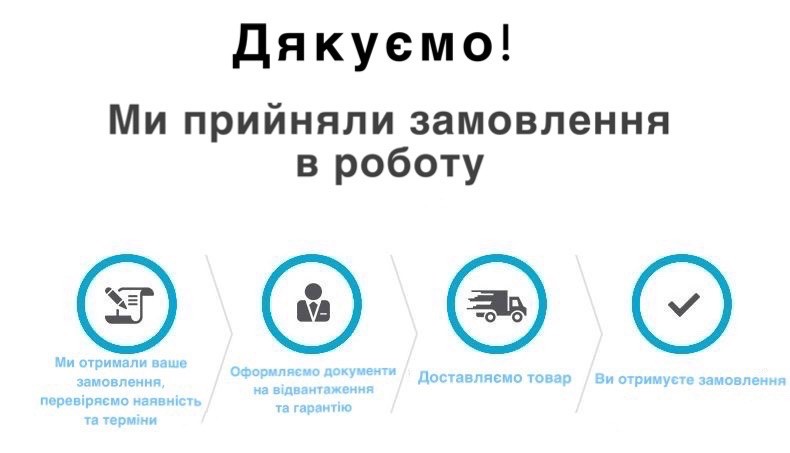 Дякуємо!
Ми прийняли замовлення
в роботу
Ми отримали ваше
замовлення,
перевіряємо наявність
та терміни
Оформляємо документи
на відвантаження
та гарантію
Доставляємо товар
Ви отримуєте замовлення